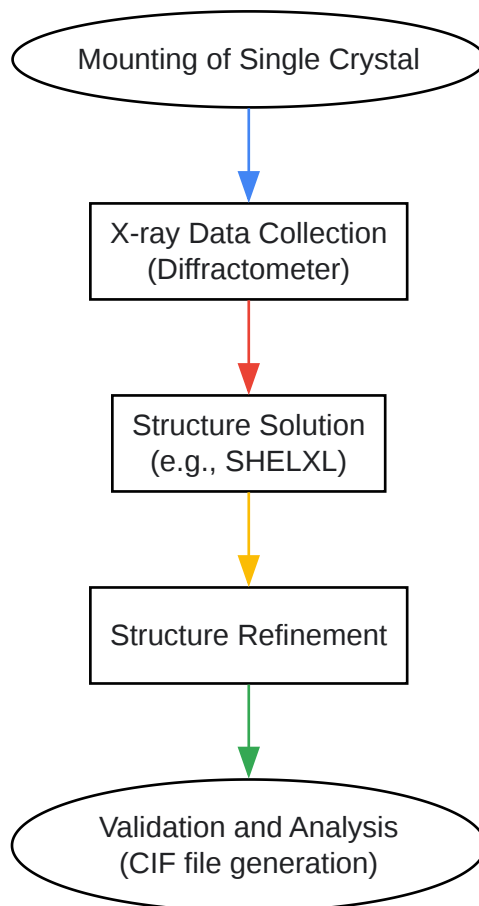 Mounting of Single Crystal
X-ray Data Collection
(Diffractometer)
Structure Solution
(e.g., SHELXL)
Structure Refinement
Validation and Analysis
(CIF file generation)